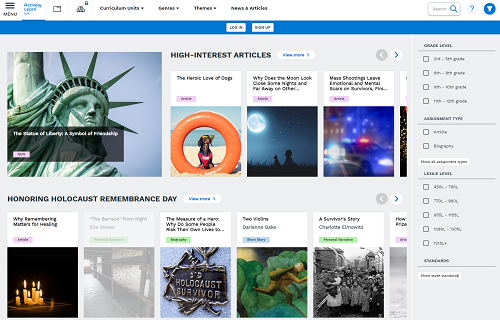 MENU
Actively Learn
Curriculum Units
Genres
Themes
News & Articles
Search
?
LOG IN
SIGN UP
HIGH-INTEREST ARTICLES
View more >
The Statue of Liberty: A Symbol of Friendship
The Heroic Love of Dogs
Article
Why Does the Moon Look Close Some Nights and Far Away on Other...
Article
Mass Shootings Leave Emotional and Mental Scars on Survivors, Firs...
Article
The
Artic
HONORING HOLOCAUST REMEMBRANCE DAY
View more >
Why Remembering Matters for Healing
Article
"The Barrack" from Night
Elie Wiesel
Personal Narrative
The Measure of a Hero: Why Do Some People Risk Their Own Lives to...
Biography
HOLOCAUST SURVIVOR
Two Violins
Darienne Oaks
Short Story
A Survivor's Story
Charlotte Elmowitz
Personal Narrative
How
Prize
Article
GRADE LEVEL
3rd - 5th grade
6th - 8th grade
9th - 10th grade
11th - 12th grade
ASSIGNMENT TYPE
Article
Biography
Show all assignment types
LEXILE LEVEL
450L - 790L
770L - 980L
955L - 1155L
1080L - 1305L
1215L+
STANDARDS
Show state standards